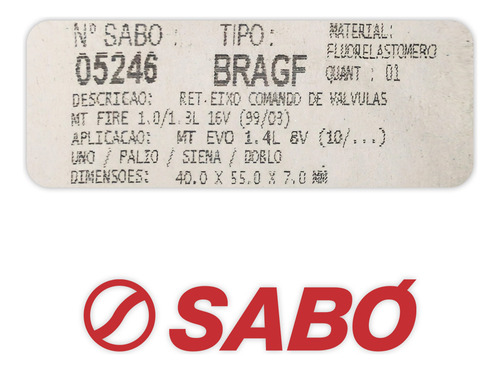 Nº SABO : TIPO: MATERIAL:
05246 BRAGF FLUORELASTOMERO
QUANT : 01
DESCRICAO: RET.EIXO COMANDO DE VALVULAS
MT FIRE 1.0/1.3L 16V (99/03)
APLICACAO: MT EVO 1.4L 8V (10/...)
UNO / PALIO / SIENA / DOBLO
DIMENSOES: 40.0 X 55.0 X 7.0 MM
SABÓ